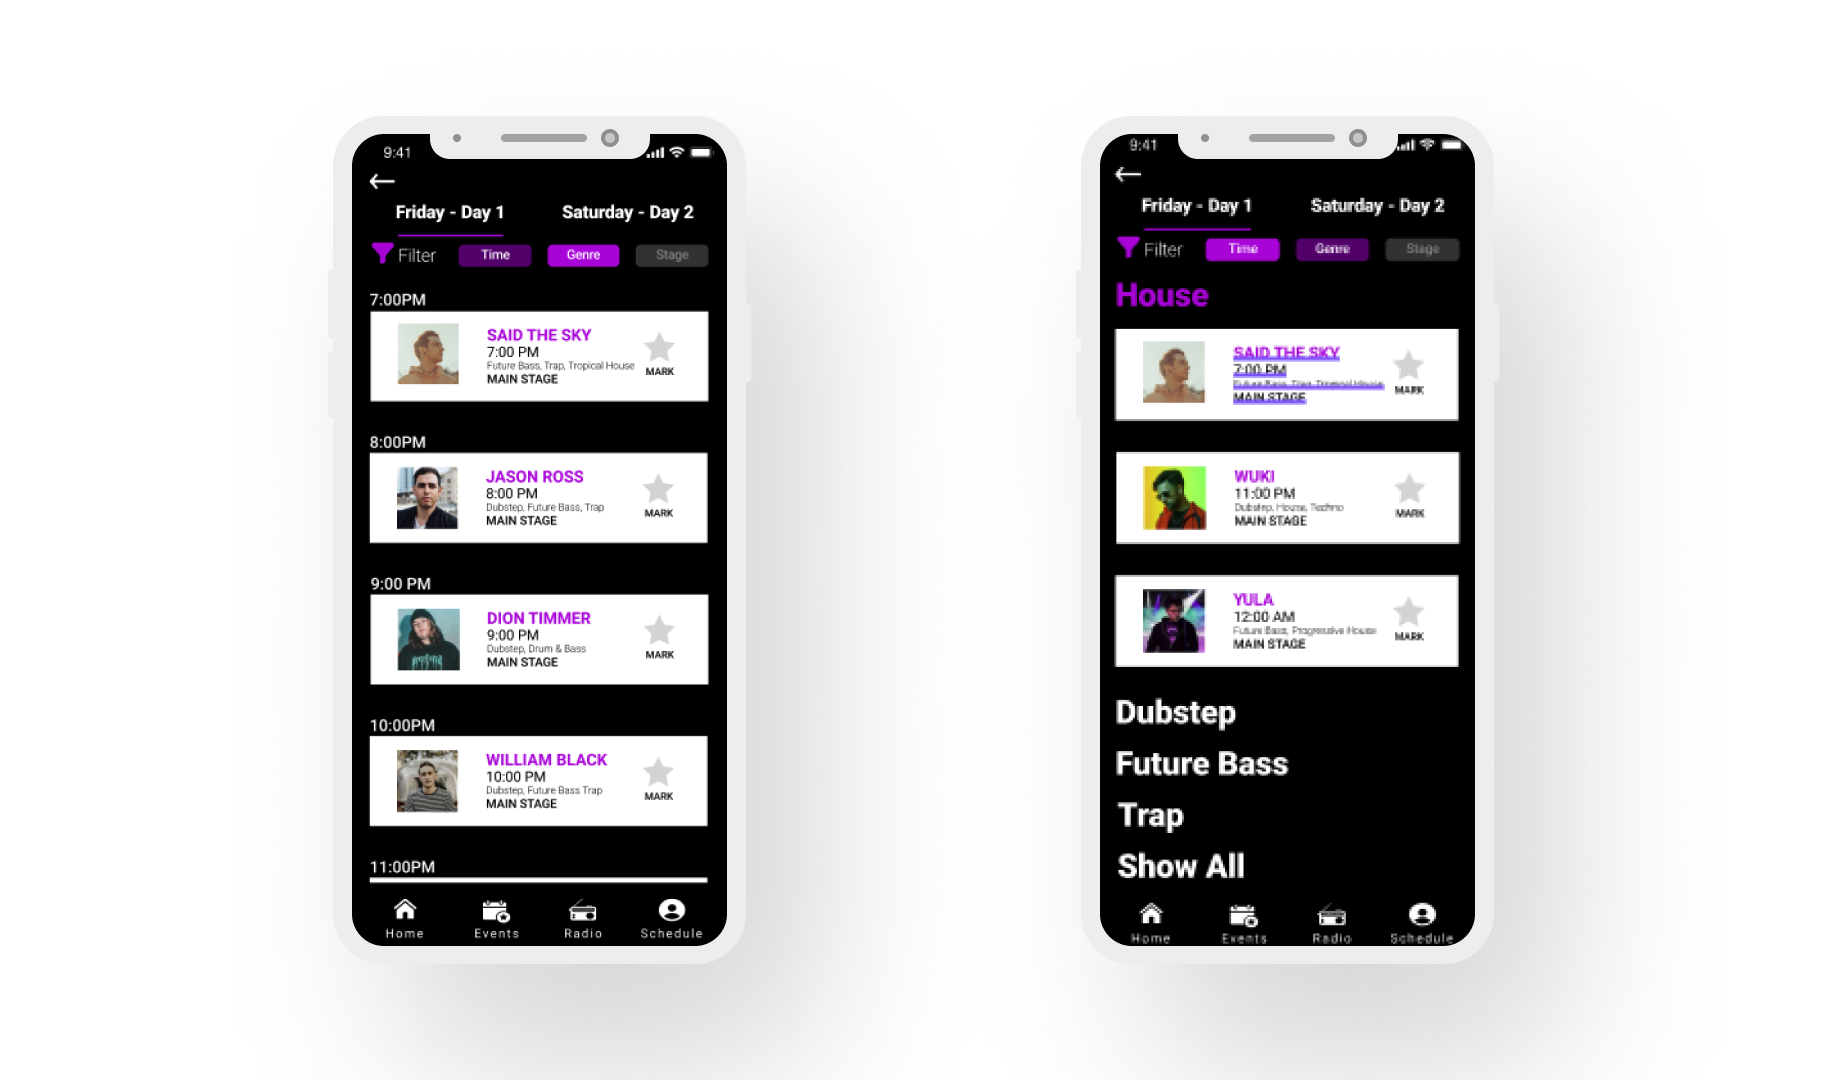 9:41
Friday - Day 1
Saturday - Day 2
Filter
Time
Genre
Stage
7:00PM
SAID THE SKY
7:00 PM
Future Bass, Trap, Tropical House
MAIN STAGE
MARK
8:00PM
JASON ROSS
8:00 PM
Dubstep, Future Bass, Trap
MAIN STAGE
MARK
9:00 PM
DION TIMMER
9:00 PM
Dubstep, Drum & Bass
MAIN STAGE
MARK
10:00PM
WILLIAM BLACK
10:00 PM
Dubstep, Future Bass Trap
MAIN STAGE
MARK
11:00PM
Home
Events
Radio
Schedule
9:41
Friday - Day 1
Saturday - Day 2
Filter
Time
Genre
Stage
House
SAID THE SKY
7:00 PM
Future Bass, Trap, Tropical House
MAIN STAGE
MARK
WUKI
11:00 PM
Dubstep, House, Techno
MAIN STAGE
MARK
YULA
12:00 AM
Future Bass, Progressive House
MAIN STAGE
MARK
Dubstep
Future Bass
Trap
Show All
Home
Events
Radio
Schedule